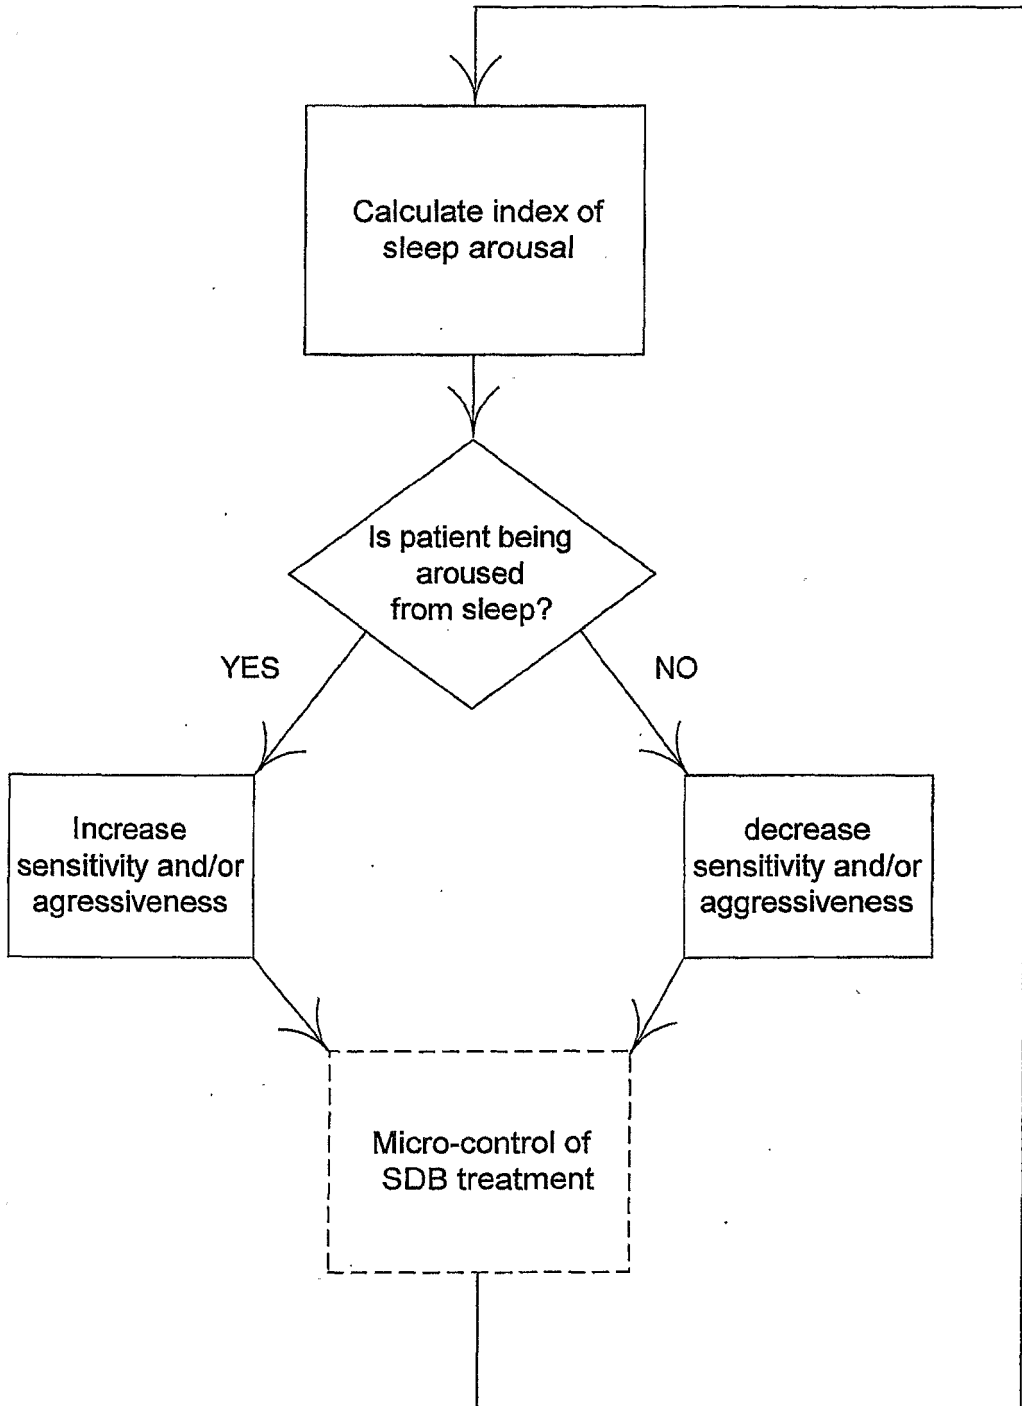 Calculate index of
sleep arousal
Is patient being
aroused
from sleep?
YES
NO
Increase
sensitivity and/or
agressiveness
decrease
sensitivity and/or
aggressiveness
Micro-control of
SDB treatment